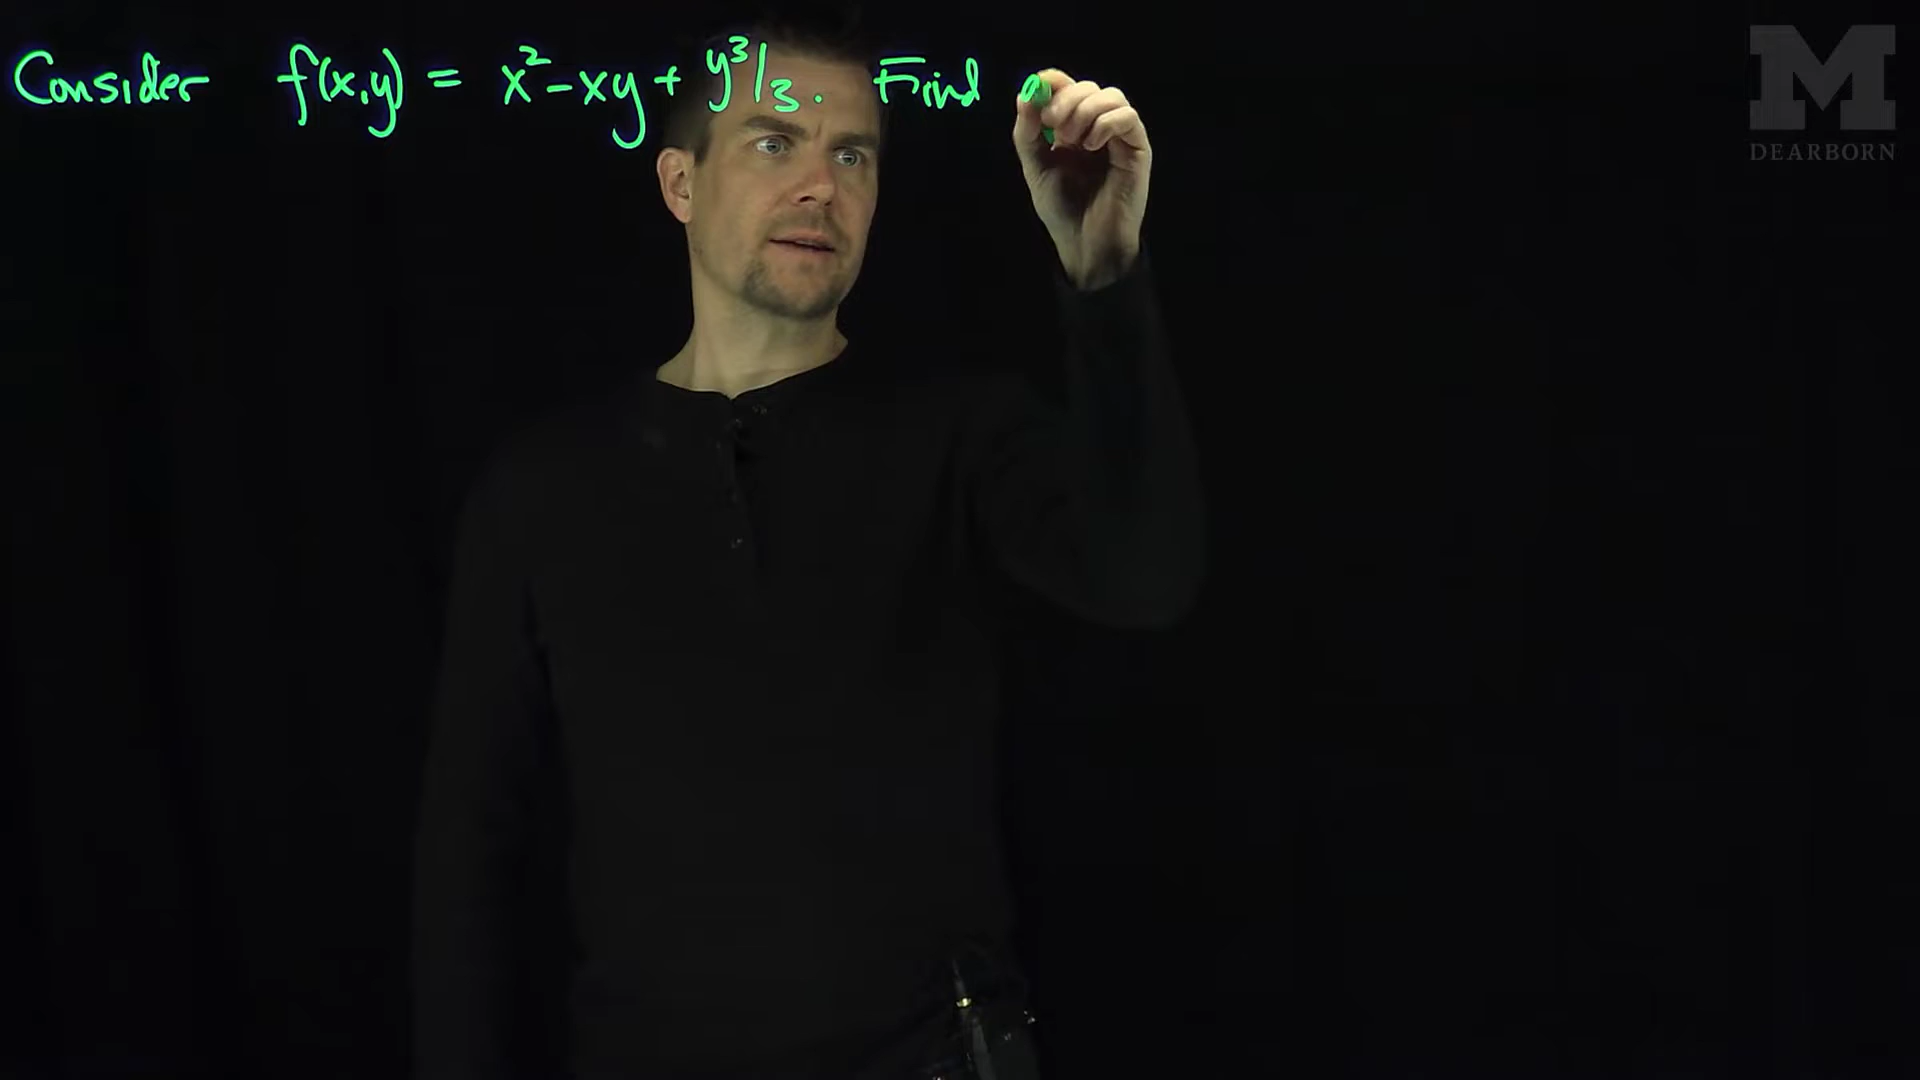 Consider f(x,y) = x² - xy + y³/3. Find
M
DEARBORN